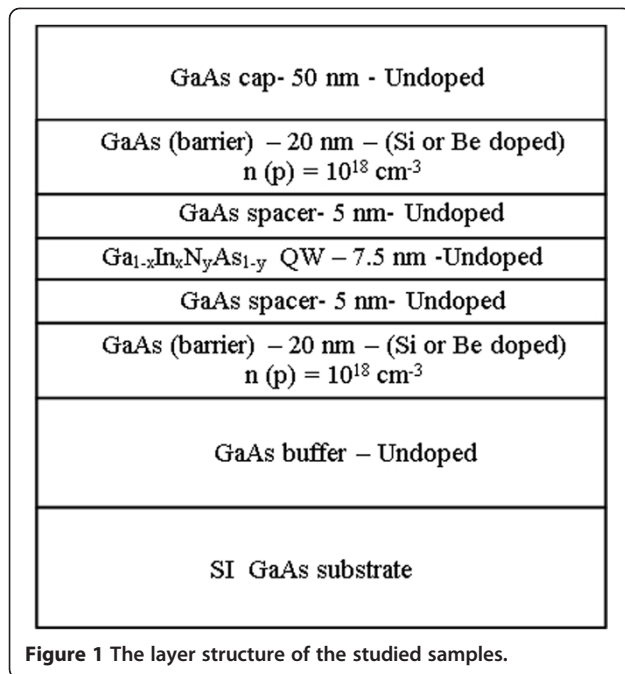 GaAs cap- 50 nm - Undoped
GaAs (barrier) – 20 nm – (Si or Be doped)
n (p) = 10¹⁸ cm⁻³
GaAs spacer- 5 nm- Undoped
Ga₁₋ₓInₓNᵧAs₁₋ᵧ QW – 7.5 nm -Undoped
GaAs spacer- 5 nm- Undoped
GaAs (barrier) – 20 nm – (Si or Be doped)
n (p) = 10¹⁸ cm⁻³
GaAs buffer – Undoped
SI GaAs substrate
Figure 1 The layer structure of the studied samples.